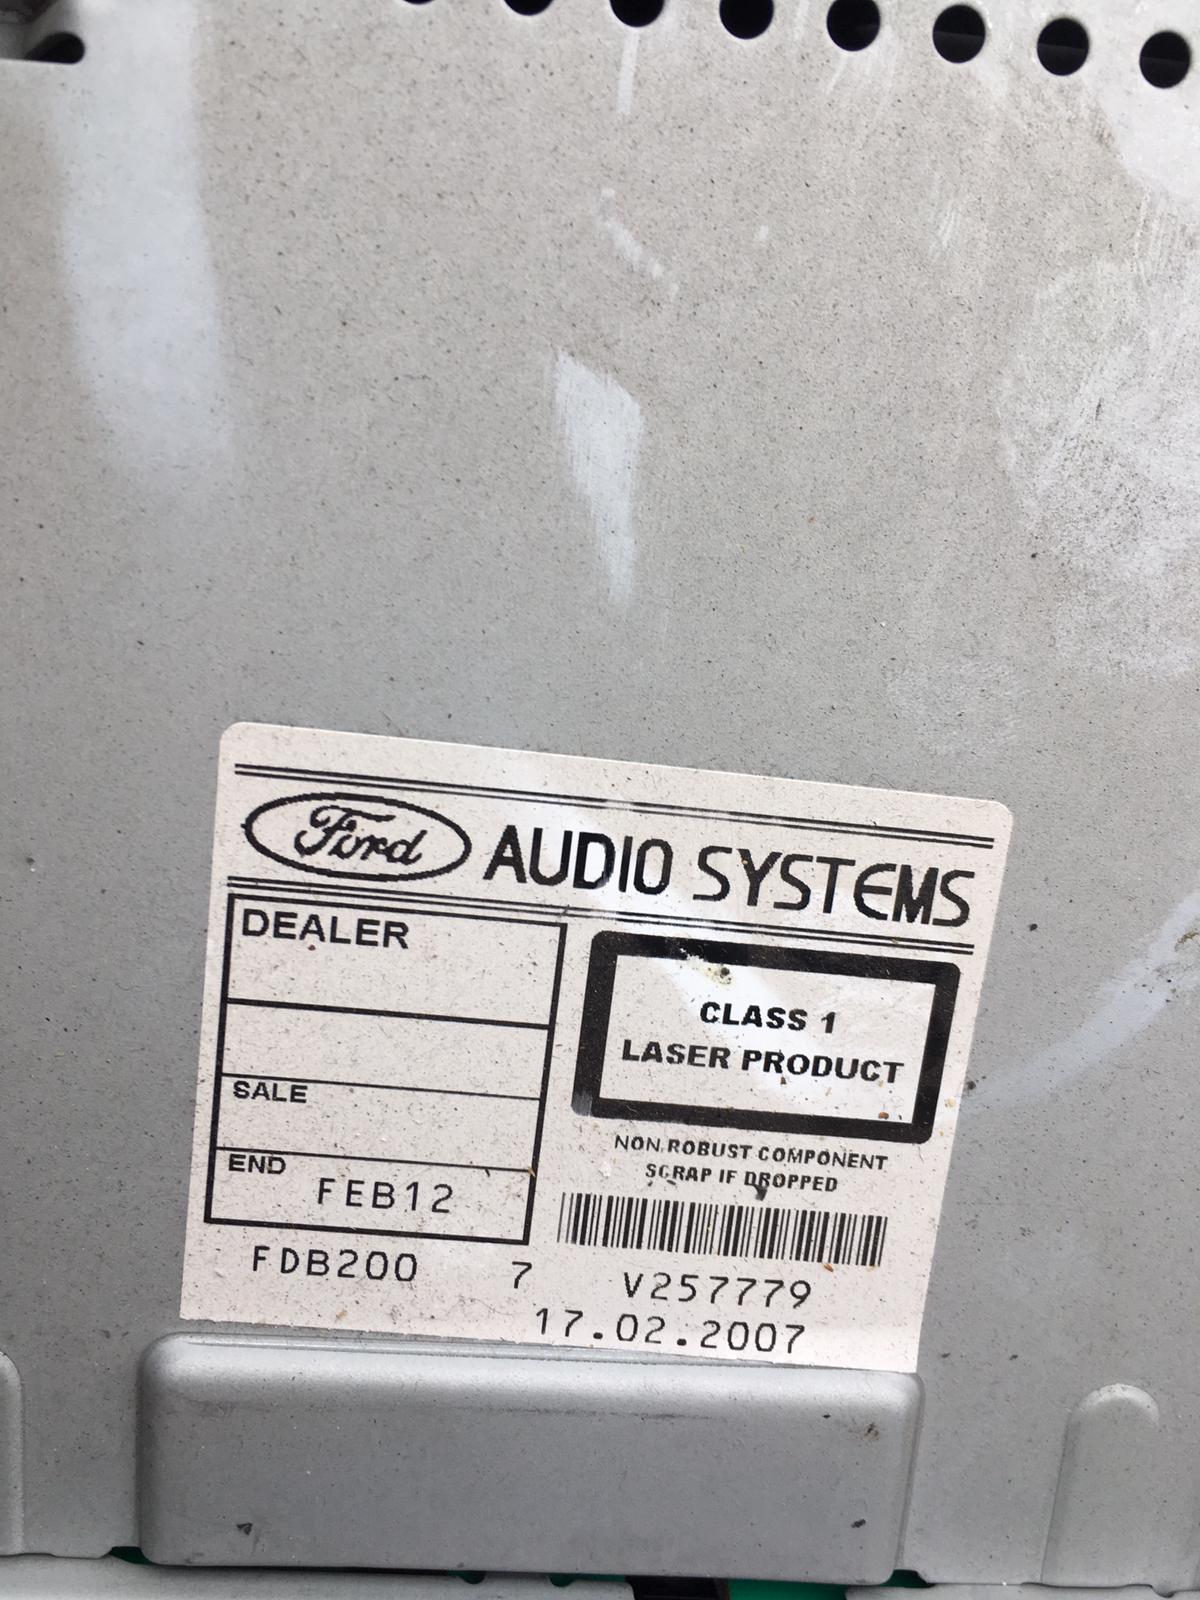 Ford AUDIO SYSTEMS
DEALER
SALE
END
FEB12
CLASS 1
LASER PRODUCT
NON ROBUST COMPONENT
SCRAP IF DROPPED
FDB200 7 V257779
17.02.2007